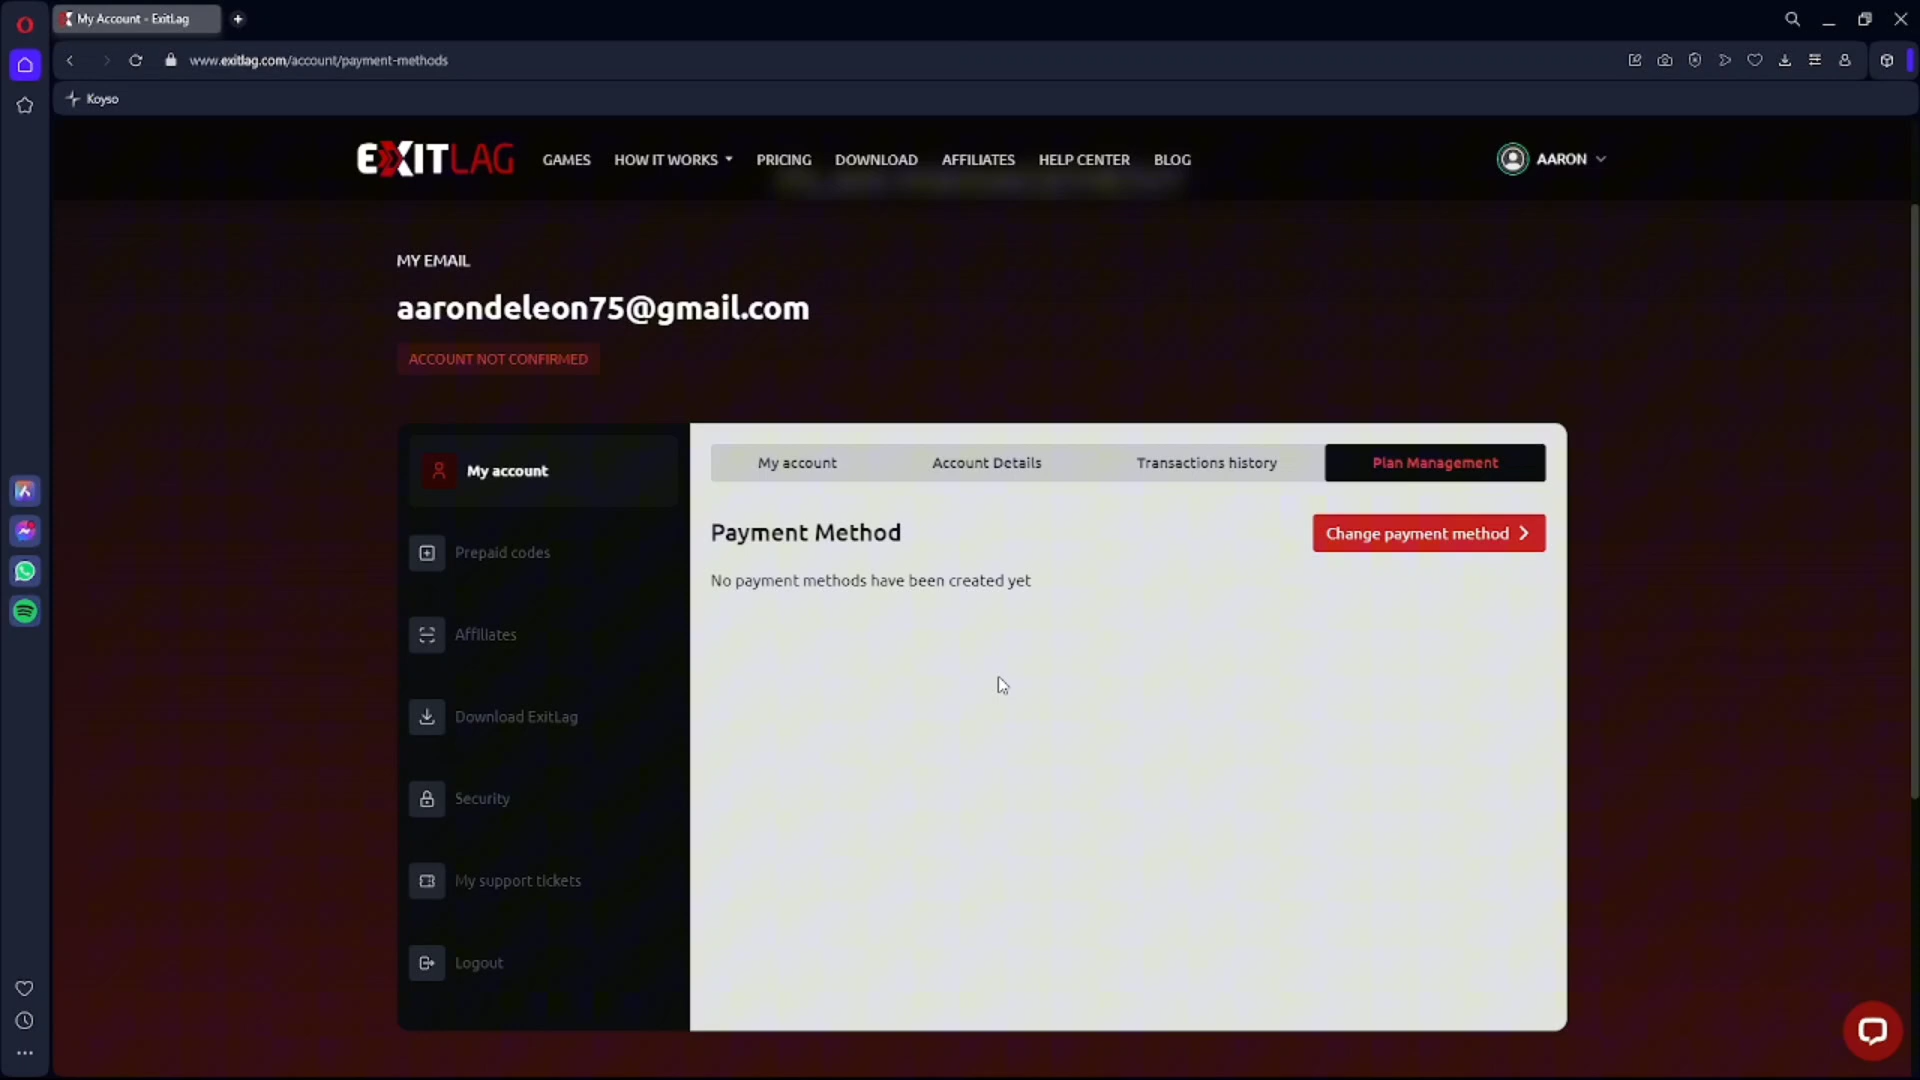 My Account - ExitLag
www.exitlag.com/account/payment-methods
Koyso
EXITLAG
GAMES
HOW IT WORKS
PRICING
DOWNLOAD
AFFILIATES
HELP CENTER
BLOG
AARON
MY EMAIL
aarondeleon75@gmail.com
ACCOUNT NOT CONFIRMED
My account
Prepaid codes
Affiliates
Download ExitLag
Security
My support tickets
Logout
My account
Account Details
Transactions history
Plan Management
Payment Method
Change payment method
No payment methods have been created yet